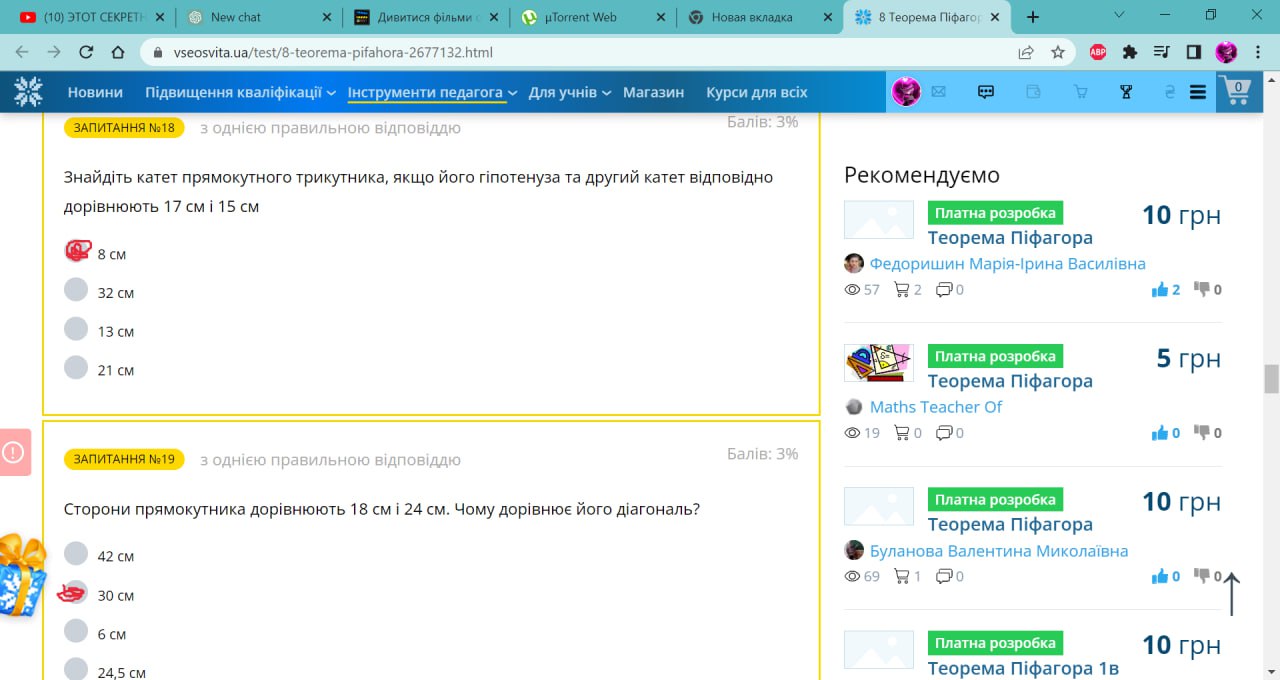 (10) ЭТОТ СЕКРЕТН
New chat
Дивитися фільми о
µTorrent Web
Новая вкладка
8 Теорема Піфагор
vseosvita.ua/test/8-teorema-pifahora-2677132.html
ABP
Новини
Підвищення кваліфікації
Інструменти педагога
Для учнів
Магазин
Курси для всіх
0
ЗАПИТАННЯ №18
з однією правильною відповіддю
Балів: 3%
Знайдіть катет прямокутного трикутника, якщо його гіпотенуза та другий катет відповідно
дорівнюють 17 см і 15 см
8 см
32 см
13 см
21 см
ЗАПИТАННЯ №19
з однією правильною відповіддю
Балів: 3%
Сторони прямокутника дорівнюють 18 см і 24 см. Чому дорівнює його діагональ?
42 см
30 см
6 см
24,5 см
Рекомендуємо
Платна розробка
10 грн
Теорема Піфагора
Федоришин Марія-Ірина Василівна
57 2 0 2 0
Платна розробка
5 грн
Теорема Піфагора
Maths Teacher Of
19 0 0 0 0
Платна розробка
10 грн
Теорема Піфагора
Буланова Валентина Миколаївна
69 1 0 0 0
Платна розробка
10 грн
Теорема Піфагора 1в